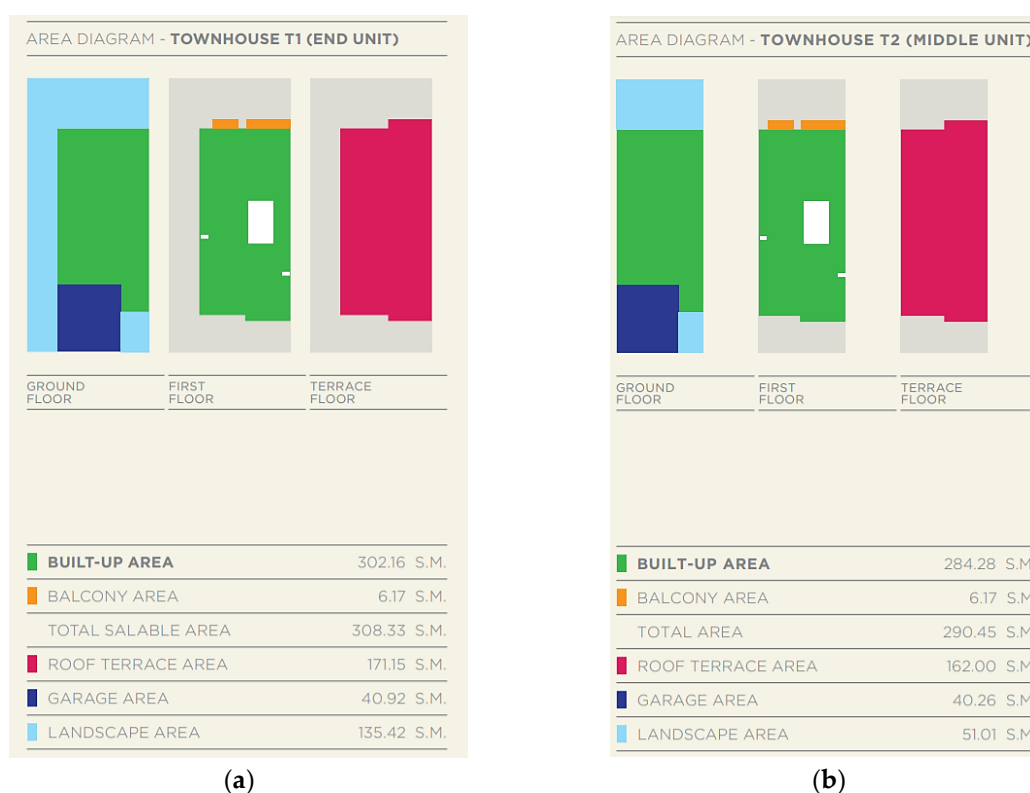 AREA DIAGRAM - TOWNHOUSE T1 (END UNIT)
GROUND FLOOR
FIRST FLOOR
TERRACE FLOOR
BUILT-UP AREA 302.16 S.M.
BALCONY AREA 6.17 S.M.
TOTAL SALABLE AREA 308.33 S.M.
ROOF TERRACE AREA 171.15 S.M.
GARAGE AREA 40.92 S.M.
LANDSCAPE AREA 135.42 S.M.
(a)
AREA DIAGRAM - TOWNHOUSE T2 (MIDDLE UNIT)
GROUND FLOOR
FIRST FLOOR
TERRACE FLOOR
BUILT-UP AREA 284.28 S.M
BALCONY AREA 6.17 S.M
TOTAL AREA 290.45 S.M
ROOF TERRACE AREA 162.00 S.M
GARAGE AREA 40.26 S.M
LANDSCAPE AREA 51.01 S.M
(b)